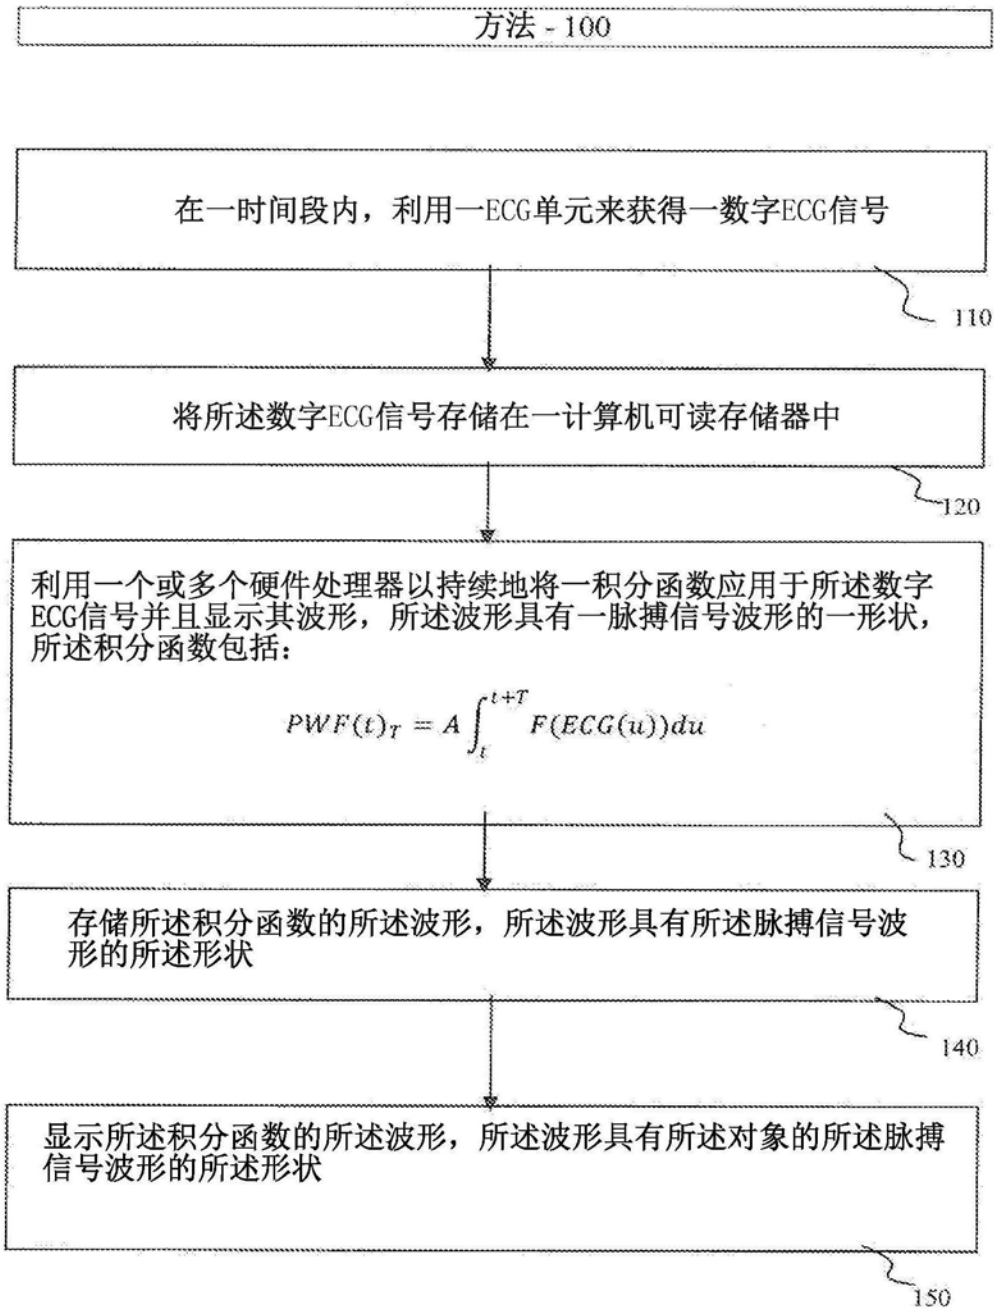 方法 - 100
在一时间段内，利用一ECG单元来获得一数字ECG信号
110
将所述数字ECG信号存储在一计算机可读存储器中
120
利用一个或多个硬件处理器以持续地将一积分函数应用于所述数字
ECG信号并且显示其波形，所述波形具有一脉搏信号波形的一形状，
所述积分函数包括：
$PWF(t)_T = A \int_t^{t+T} F(ECG(u))du$
130
存储所述积分函数的所述波形，所述波形具有所述脉搏信号波
形的所述形状
140
显示所述积分函数的所述波形，所述波形具有所述对象的所述脉搏
信号波形的所述形状
150